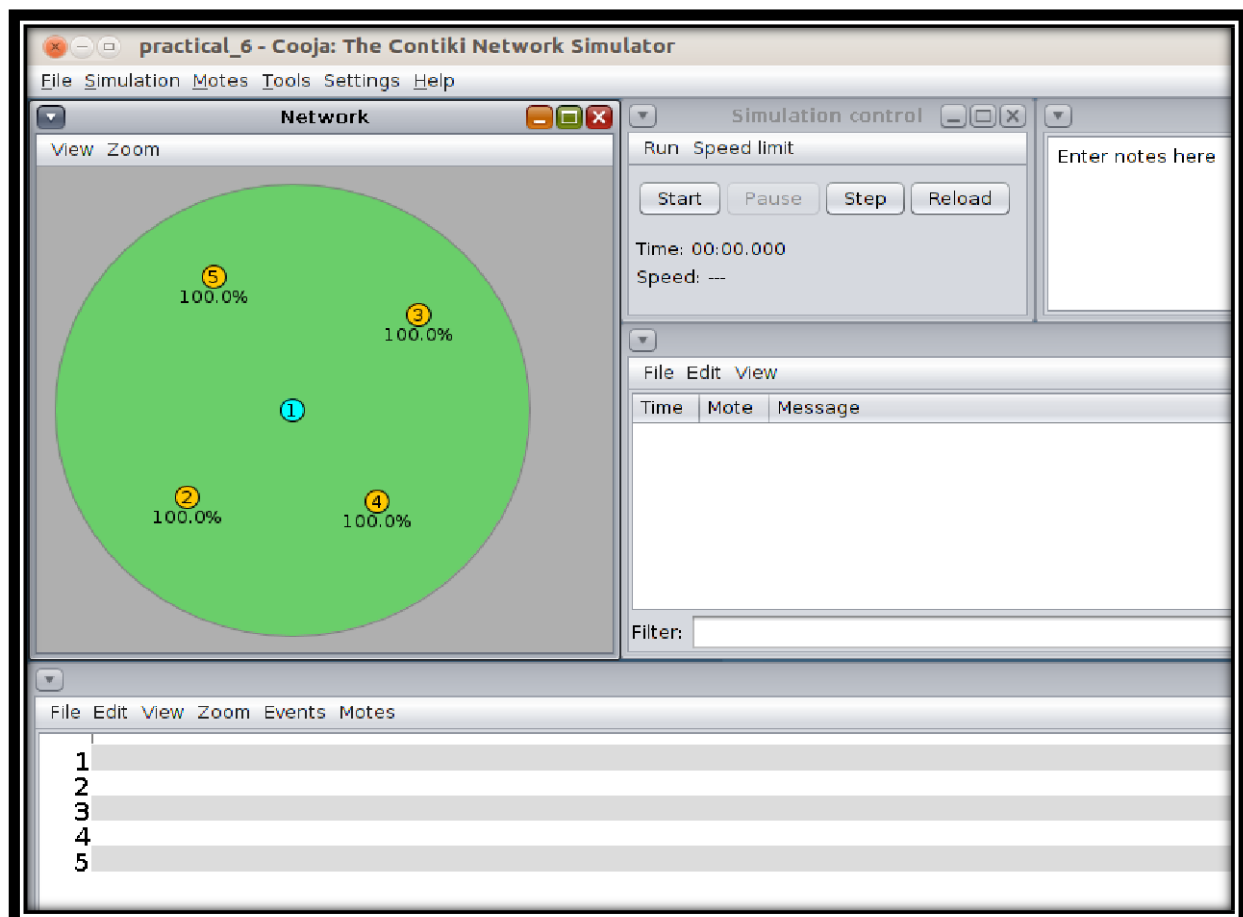 practical_6 - Cooja: The Contiki Network Simulator
File Simulation Motes Tools Settings Help
Network
View Zoom
5
100.0%
3
100.0%
1
2
100.0%
4
100.0%
Simulation control
Run Speed limit
Start Pause Step Reload
Time: 00:00.000
Speed: ---
Enter notes here
File Edit View
Time Mote Message
Filter:
File Edit View Zoom Events Motes
1
2
3
4
5